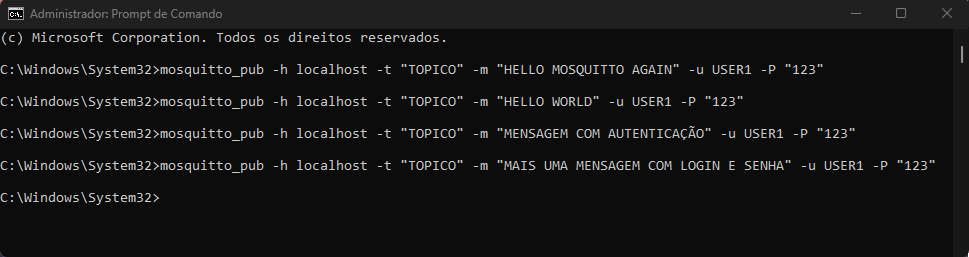 Administrador: Prompt de Comando
(c) Microsoft Corporation. Todos os direitos reservados.
C:\Windows\System32>mosquitto_pub -h localhost -t "TOPICO" -m "HELLO MOSQUITTO AGAIN" -u USER1 -P "123"
C:\Windows\System32>mosquitto_pub -h localhost -t "TOPICO" -m "HELLO WORLD" -u USER1 -P "123"
C:\Windows\System32>mosquitto_pub -h localhost -t "TOPICO" -m "MENSAGEM COM AUTENTICAÇÃO" -u USER1 -P "123"
C:\Windows\System32>mosquitto_pub -h localhost -t "TOPICO" -m "MAIS UMA MENSAGEM COM LOGIN E SENHA" -u USER1 -P "123"
C:\Windows\System32>